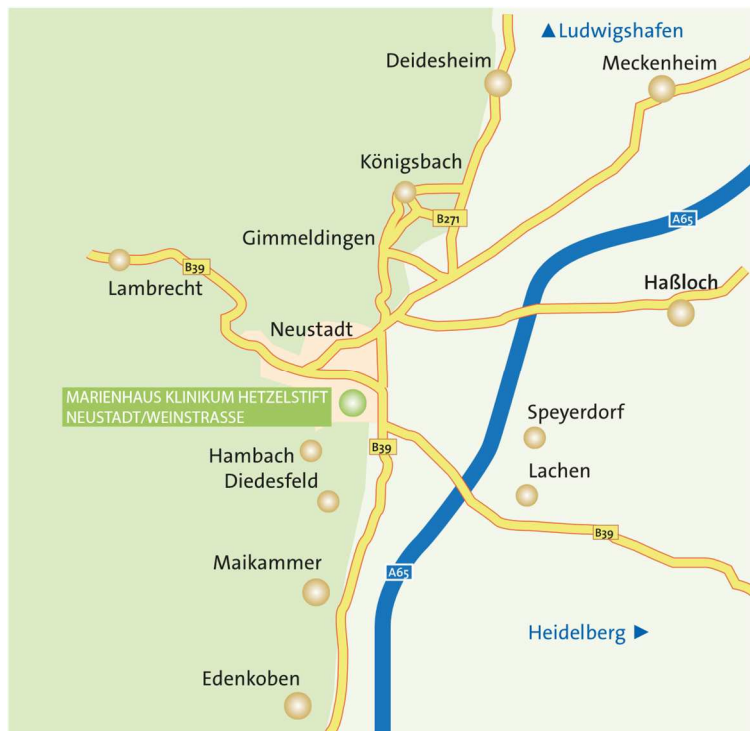 ▲Ludwigshafen
Deidesheim
Meckenheim
Königsbach
B271
A65
Gimmeldingen
B39
Lambrecht
Haßloch
Neustadt
MARIENHAUS KLINIKUM HETZELSTIFT
NEUSTADT/WEINSTRASSE
Speyerdorf
Hambach
B39
Lachen
Diedesfeld
B39
Maikammer
A65
Heidelberg ►
Edenkoben